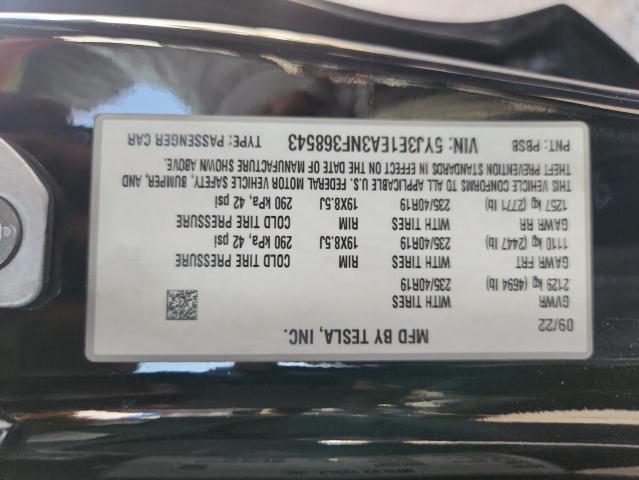 MFD BY TESLA, INC.
09/22
GVWR WITH TIRES
2129 kg (4694 lb) 235/40R19
GAWR FRT WITH TIRES RIM COLD TIRE PRESSURE
1110 kg (2447 lb) 235/40R19 19X8.5J 290 kPa, 42 psi
GAWR RR WITH TIRES RIM COLD TIRE PRESSURE
1257 kg (2771 lb) 235/40R19 19X8.5J 290 kPa, 42 psi
THIS VEHICLE CONFORMS TO ALL APPLICABLE U.S. FEDERAL MOTOR VEHICLE SAFETY, BUMPER, AND
THEFT PREVENTION STANDARDS IN EFFECT ON THE DATE OF MANUFACTURE SHOWN ABOVE.
PNT: PBSB VIN: 5YJ3E1EA3NF368543 TYPE: PASSENGER CAR